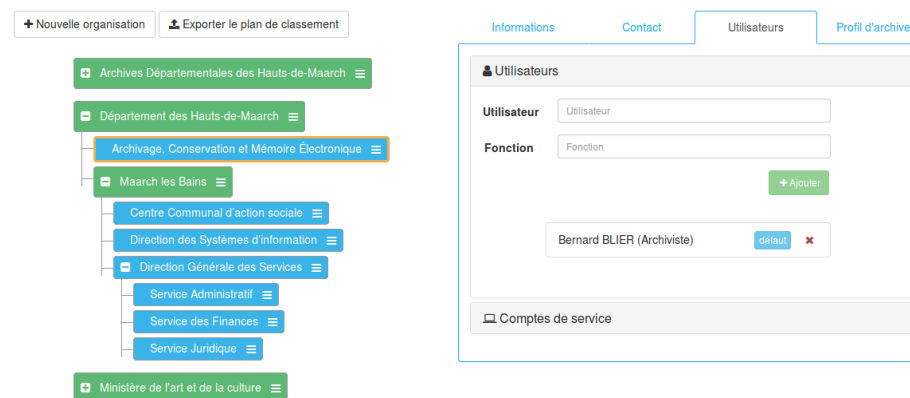 Nouvelle organisation
Exporter le plan de classement
Archives Départementales des Hauts-de-Maarch
Département des Hauts-de-Maarch
Archivage, Conservation et Mémoire Électronique
Maarch les Bains
Centre Communal d'action sociale
Direction des Systèmes d'information
Direction Générale des Services
Service Administratif
Service des Finances
Service Juridique
Ministère de l'art et de la culture
Informations
Contact
Utilisateurs
Profil d'archive
Utilisateurs
Utilisateur
Utilisateur
Fonction
Fonction
Ajouter
Bernard BLIER (Archiviste)
défaut
Comptes de service